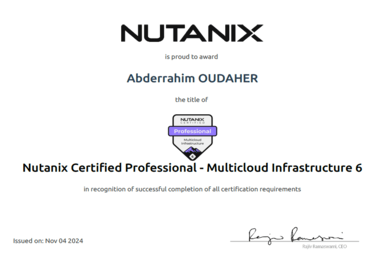 NUTANIX
is proud to award
Abderrahim OUDAHER
the title of
NUTANIX
CERTIFIED
Professional
Multicloud
Infrastructure
Nutanix Certified Professional - Multicloud Infrastructure 6
in recognition of successful completion of all certification requirements
Issued on: Nov 04 2024
Rajiv Ramaswami, CEO